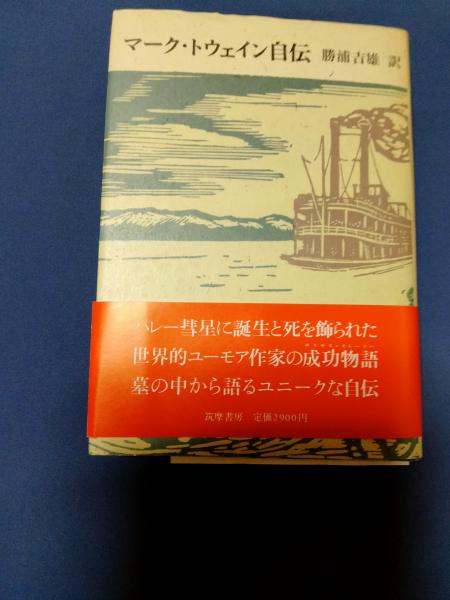 マーク・トウェイン自伝 勝浦吉雄 訳
ハレー彗星に誕生と死を飾られた
世界的ユーモア作家の成功物語
墓の中から語るユニークな自伝
筑摩書房 定価2900円